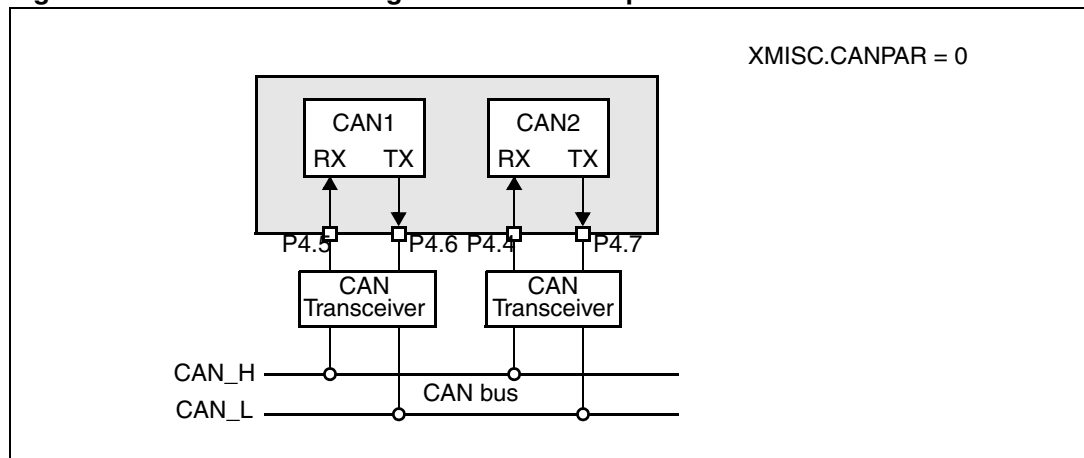 XMISC.CANPAR = 0
CAN1 CAN2
RX TX RX TX
P4.5 P4.6 P4.4 P4.7
CAN Transceiver CAN Transceiver
CAN_H
CAN bus
CAN_L